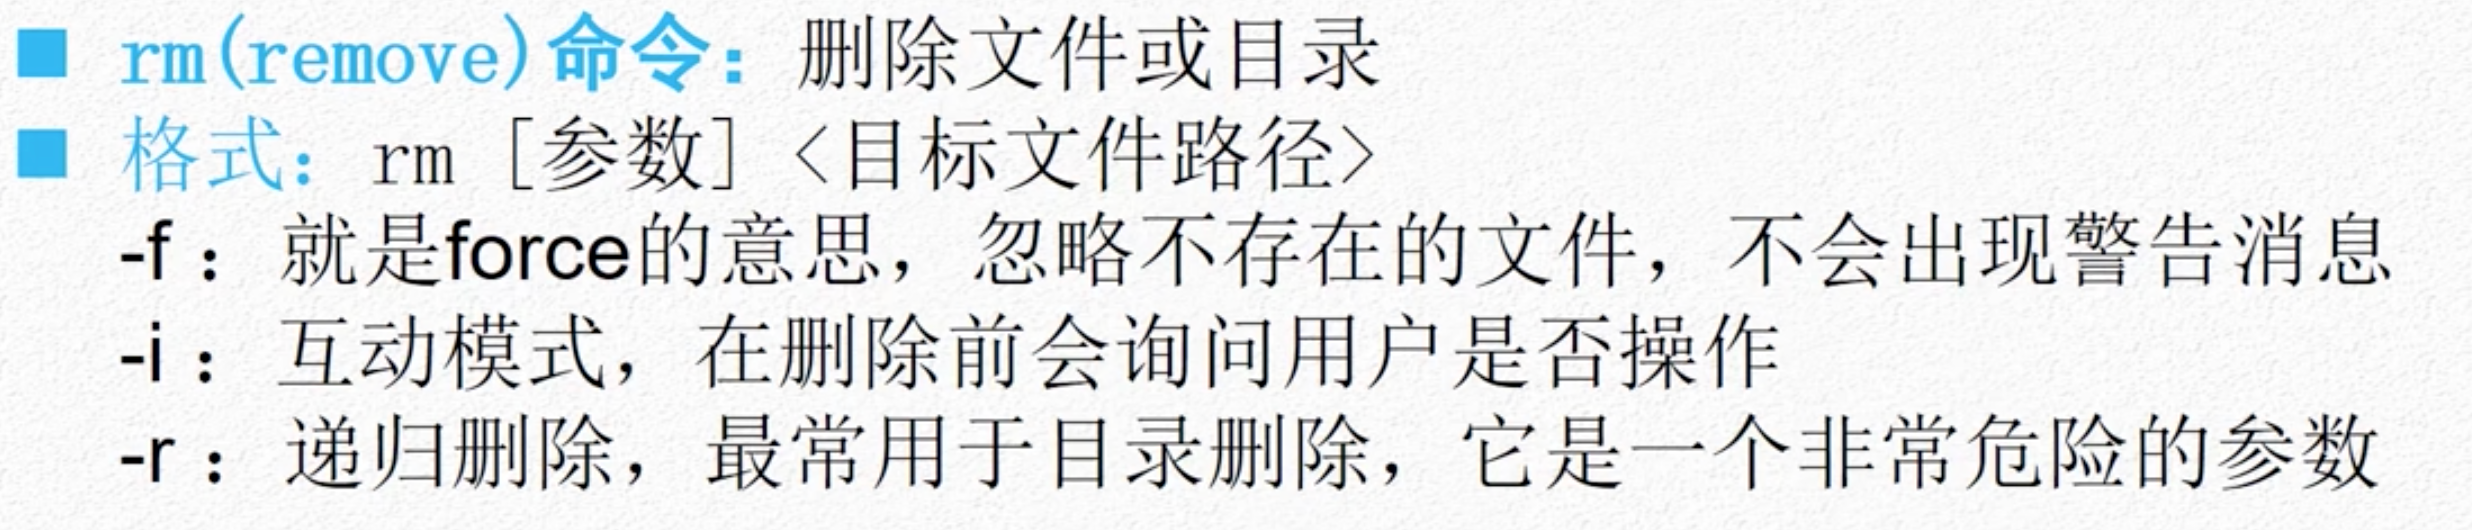 rm(remove)命令：删除文件或目录
格式：rm [参数] <目标文件路径>
-f ：就是force的意思，忽略不存在的文件，不会出现警告消息
-i ：互动模式，在删除前会询问用户是否操作
-r ：递归删除，最常用于目录删除，它是一个非常危险的参数